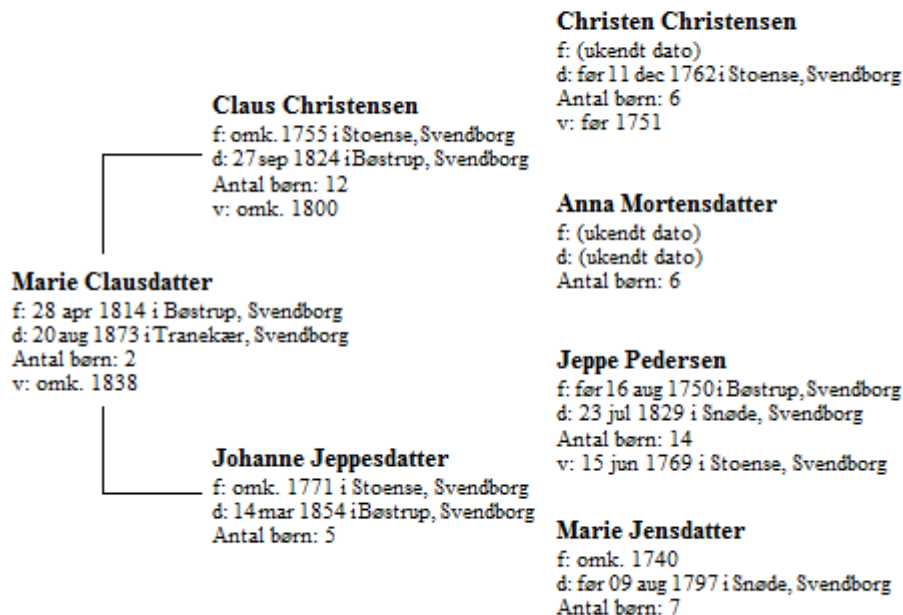 Christen Christensen
f: (ukendt dato)
d: før 11 dec 1762 i Stoense, Svendborg
Antal børn: 6
v: før 1751
Claus Christensen
f: omk. 1755 i Stoense, Svendborg
d: 27 sep 1824 i Bøstrup, Svendborg
Antal børn: 12
v: omk. 1800
Anna Mortensdatter
f: (ukendt dato)
d: (ukendt dato)
Antal børn: 6
Marie Clausdatter
f: 28 apr 1814 i Bøstrup, Svendborg
d: 20 aug 1873 i Tranekær, Svendborg
Antal børn: 2
v: omk. 1838
Jeppe Pedersen
f: før 16 aug 1750 i Bøstrup, Svendborg
d: 23 jul 1829 i Snøde, Svendborg
Antal børn: 14
v: 15 jun 1769 i Stoense, Svendborg
Johanne Jeppesdatter
f: omk. 1771 i Stoense, Svendborg
d: 14 mar 1854 i Bøstrup, Svendborg
Antal børn: 5
Marie Jensdatter
f: omk. 1740
d: før 09 aug 1797 i Snøde, Svendborg
Antal børn: 7